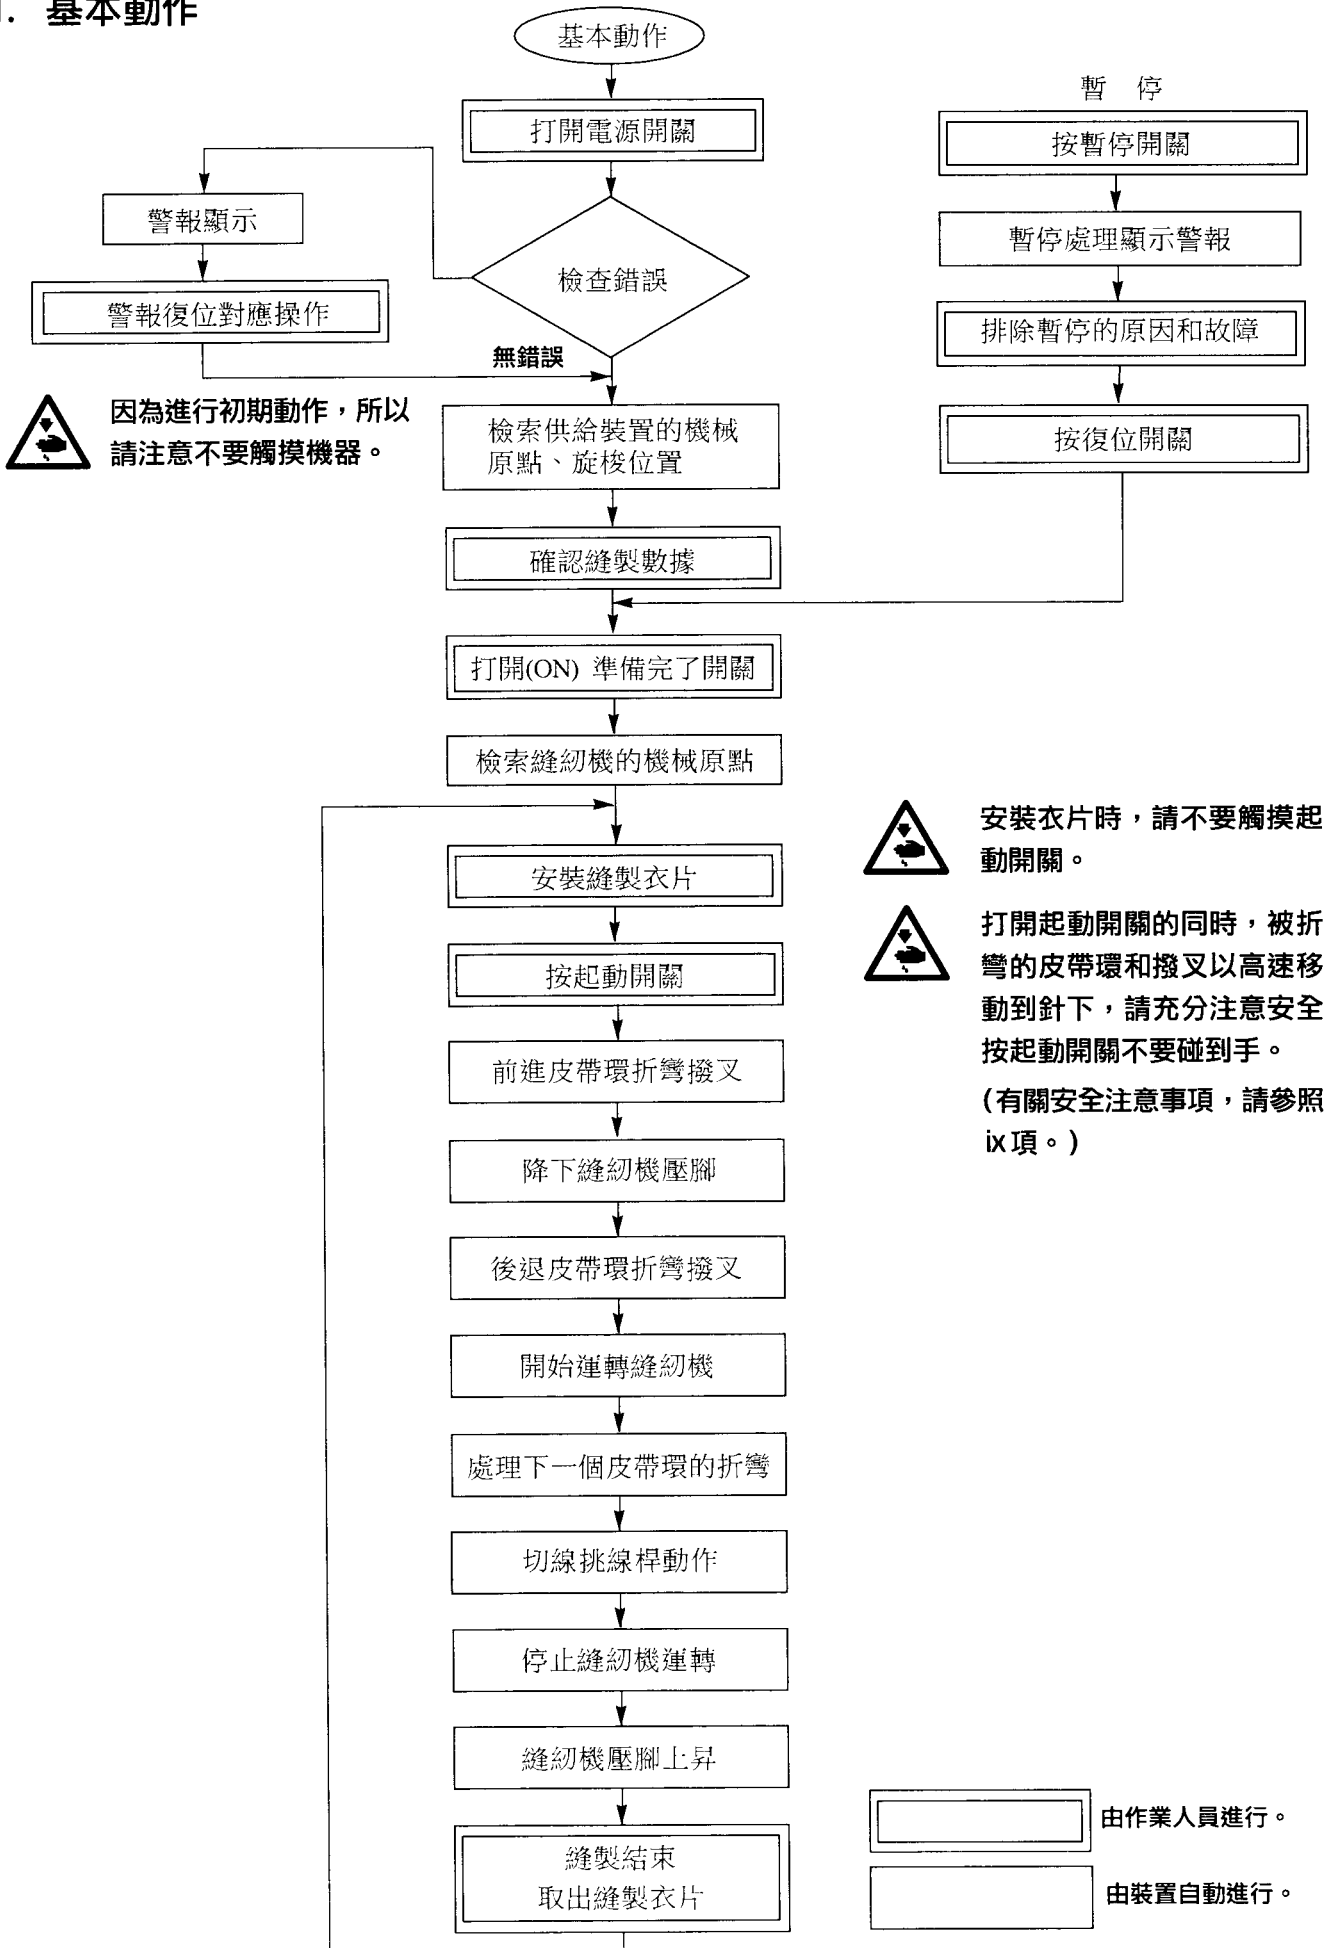 1. 基本動作
基本動作
打開電源開關
檢查錯誤
警報顯示
警報復位對應操作
無錯誤
因為進行初期動作，所以
請注意不要觸摸機器。
檢索供給裝置的機械
原點、旋梭位置
確認縫製數據
暫 停
按暫停開關
暫停處理顯示警報
排除暫停的原因和故障
按復位開關
打開(ON) 準備完了開關
檢索縫紉機的機械原點
安裝縫製衣片
按起動開關
安裝衣片時，請不要觸摸起
動開關。
打開起動開關的同時，被折
彎的皮帶環和撥叉以高速移
動到針下，請充分注意安全
按起動開關不要碰到手。
(有關安全注意事項，請參照
ix項。)
前進皮帶環折彎撥叉
降下縫紉機壓腳
後退皮帶環折彎撥叉
開始運轉縫紉機
處理下一個皮帶環的折彎
切線挑線桿動作
停止縫紉機運轉
縫紉機壓腳上昇
縫製結束
取出縫製衣片
由作業人員進行。
由裝置自動進行。